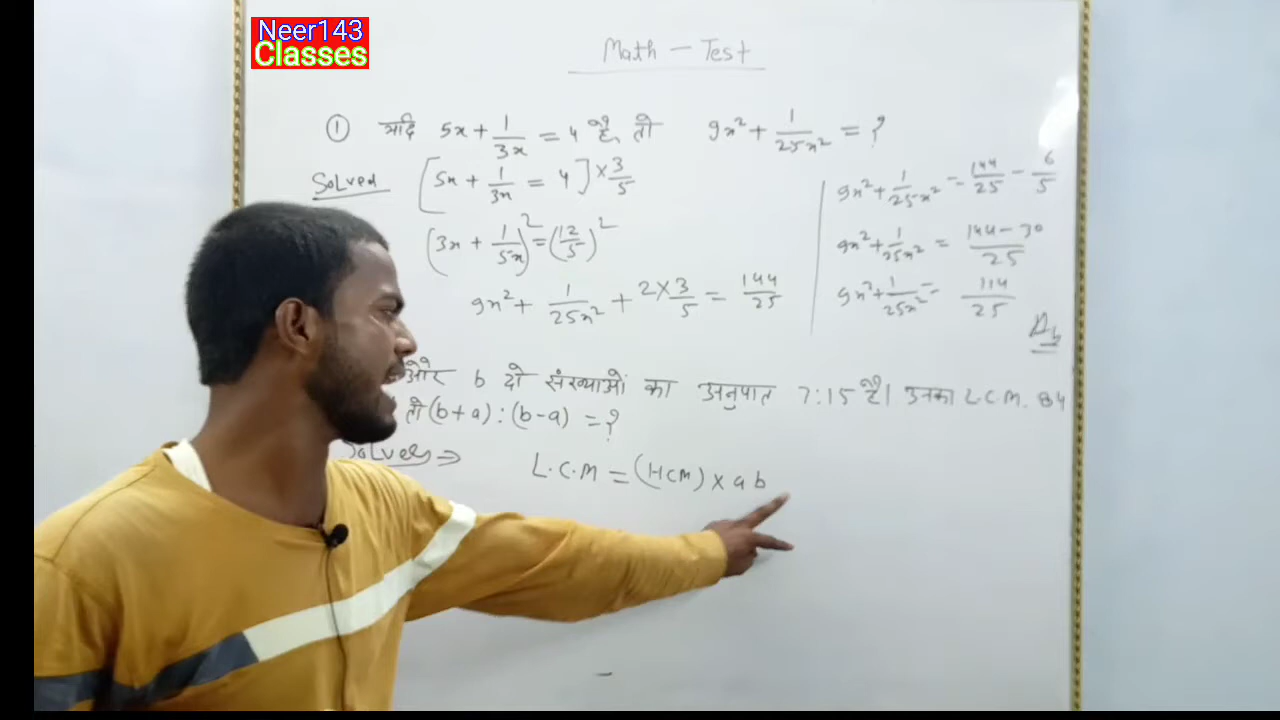 Neer143
Classes
Math - Test
① यदि 5x + 1/3x = 4 है, तो 9x² + 1/25x² = ?
Solved [5x + 1/3x = 4] × 3/5
(3x + 1/5x)² = (12/5)²
9x² + 1/25x² + 2×3/5 = 144/25
9x² + 1/25x² = 144/25 - 6/5
9x² + 1/25x² = 144-30/25
9x² + 1/25x² = 114/25
और b दो संख्याओं का अनुपात 7:15 है। उनका L.C.M.
तो (b+a) : (b-a) = ?
Solved ⇒ L.C.M = (HCM) × ab